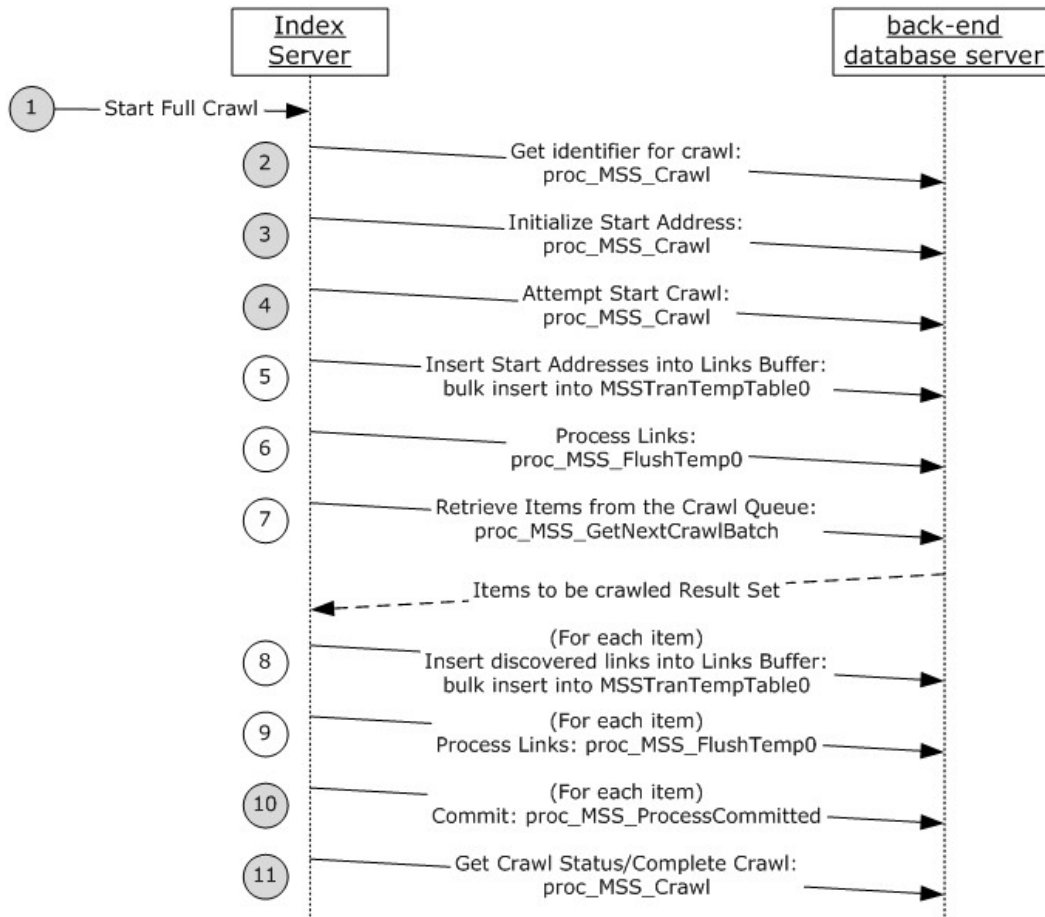 Index
Server
back-end
database server
1
Start Full Crawl
2
Get identifier for crawl:
proc_MSS_Crawl
3
Initialize Start Address:
proc_MSS_Crawl
4
Attempt Start Crawl:
proc_MSS_Crawl
5
Insert Start Addresses into Links Buffer:
bulk insert into MSSTranTempTable0
6
Process Links:
proc_MSS_FlushTemp0
7
Retrieve Items from the Crawl Queue:
proc_MSS_GetNextCrawlBatch
Items to be crawled Result Set
8
(For each item)
Insert discovered links into Links Buffer:
bulk insert into MSSTranTempTable0
9
(For each item)
Process Links: proc_MSS_FlushTemp0
10
(For each item)
Commit: proc_MSS_ProcessCommitted
11
Get Crawl Status/Complete Crawl:
proc_MSS_Crawl